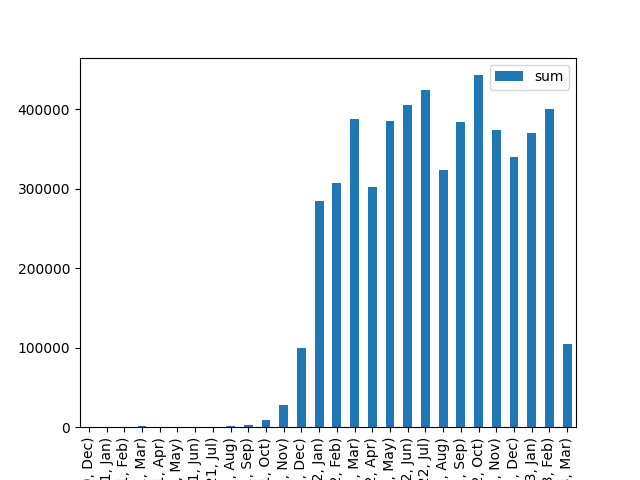 sum
400000
300000
200000
100000
0
, Dec)
1, Jan)
, Feb)
, Mar)
, Apr)
, May)
, Jun)
21, Jul)
, Aug)
, Sep)
, Oct)
, Nov)
, Dec)
2, Jan)
2, Feb)
, Mar)
2, Apr)
, May)
2, Jun)
22, Jul)
, Aug)
, Sep)
2, Oct)
, Nov)
, Dec)
3, Jan)
3, Feb)
, Mar)